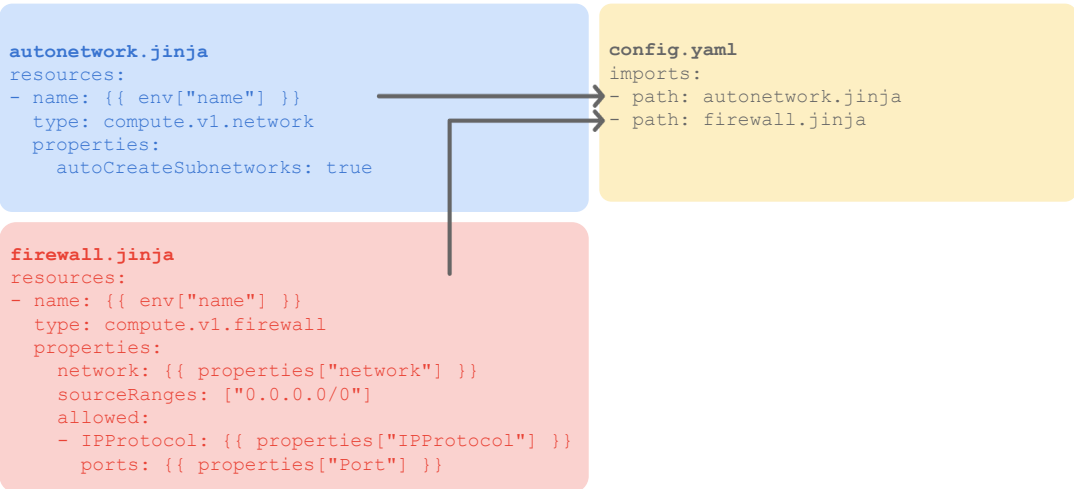 autonetwork.jinja
resources:
- name: {{ env["name"] }}
  type: compute.v1.network
  properties:
    autoCreateSubnetworks: true
config.yaml
imports:
- path: autonetwork.jinja
- path: firewall.jinja
firewall.jinja
resources:
- name: {{ env["name"] }}
  type: compute.v1.firewall
  properties:
    network: {{ properties["network"] }}
    sourceRanges: ["0.0.0.0/0"]
    allowed:
    - IPProtocol: {{ properties["IPProtocol"] }}
      ports: {{ properties["Port"] }}